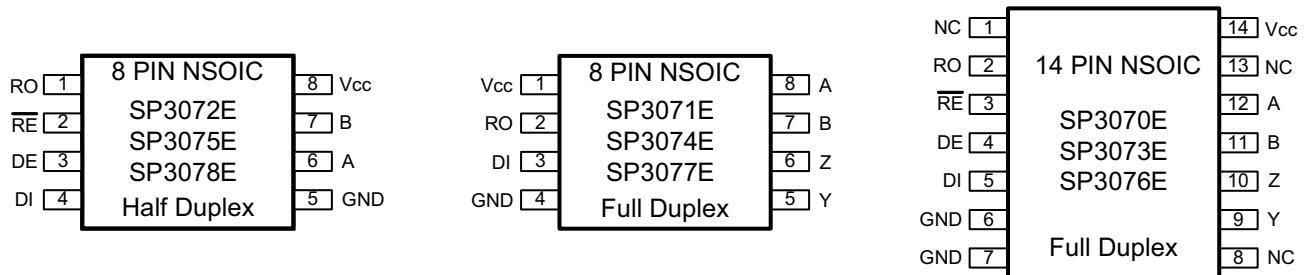 8 PIN NSOIC
RO 1
RE 2
DE 3
DI 4
SP3072E
SP3075E
SP3078E
Half Duplex
8 Vcc
7 B
6 A
5 GND
8 PIN NSOIC
Vcc 1
RO 2
DI 3
GND 4
SP3071E
SP3074E
SP3077E
Full Duplex
8 A
7 B
6 Z
5 Y
NC 1
RO 2
RE 3
DE 4
DI 5
GND 6
GND 7
14 PIN NSOIC
SP3070E
SP3073E
SP3076E
Full Duplex
14 Vcc
13 NC
12 A
11 B
10 Z
9 Y
8 NC